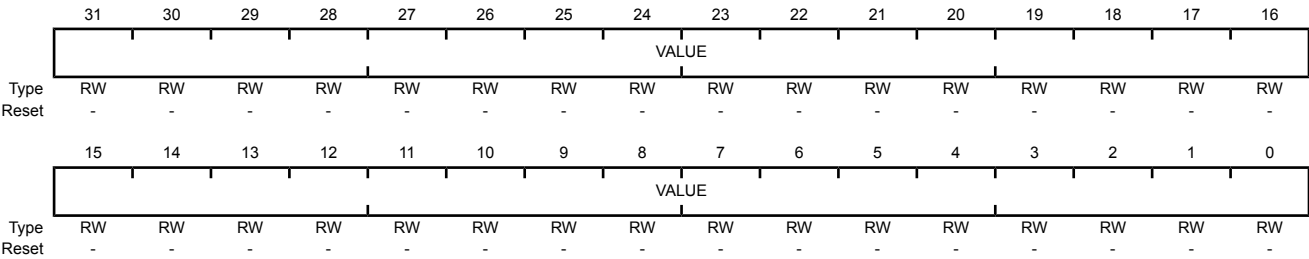 31 30 29 28 27 26 25 24 23 22 21 20 19 18 17 16
VALUE
Type RW RW RW RW RW RW RW RW RW RW RW RW RW RW RW RW
Reset - - - - - - - - - - - - - - - -
15 14 13 12 11 10 9 8 7 6 5 4 3 2 1 0
VALUE
Type RW RW RW RW RW RW RW RW RW RW RW RW RW RW RW RW
Reset - - - - - - - - - - - - - - - -